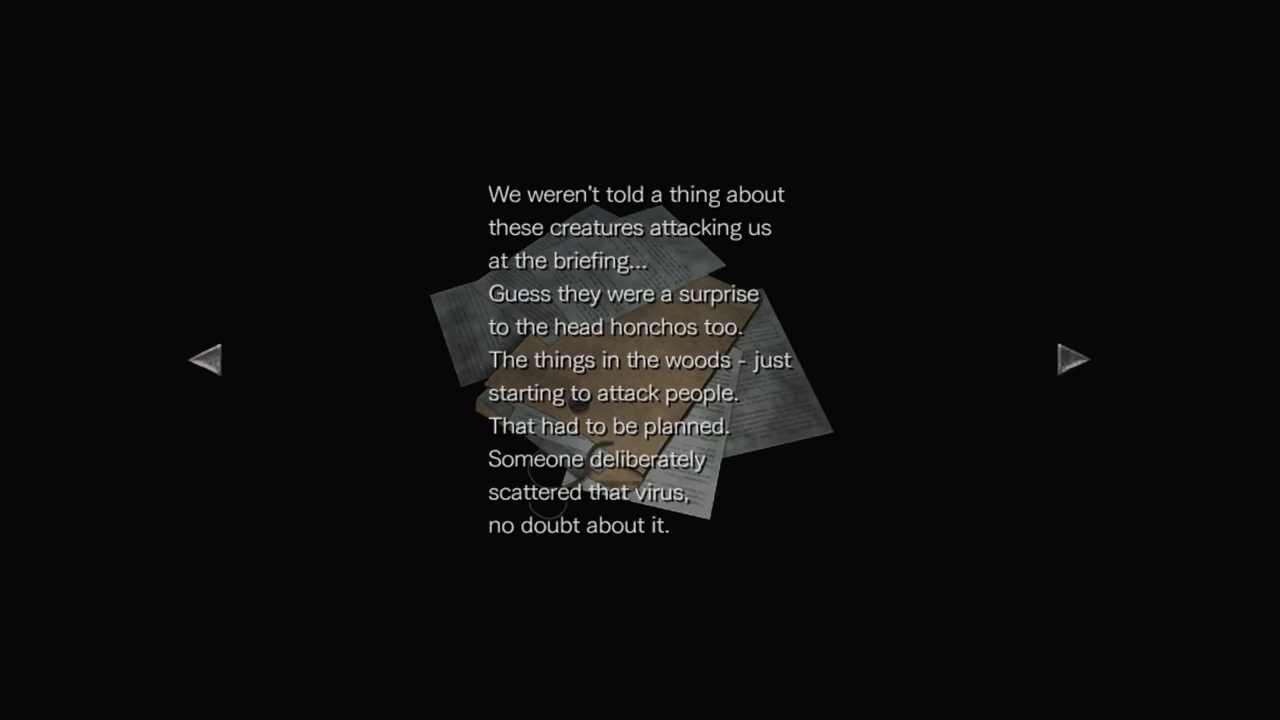 We weren't told a thing about
these creatures attacking us
at the briefing...
Guess they were a surprise
to the head honchos too.
The things in the woods - just
starting to attack people.
That had to be planned.
Someone deliberately
scattered that virus,
no doubt about it.